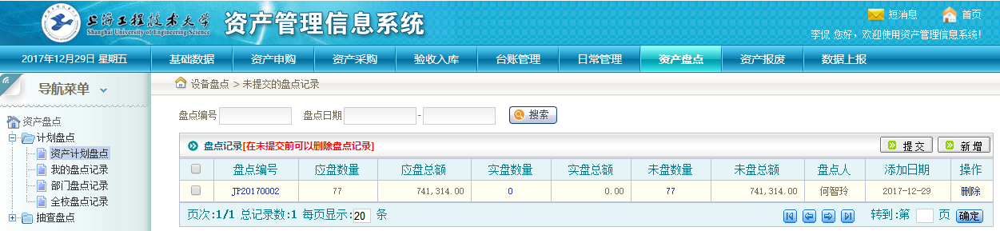 上海工程技术大学
Shanghai University of Engineering Science
资产管理信息系统
短消息 首页
李侃 您好，欢迎使用资产管理信息系统!
2017年12月29日 星期五 基础数据 资产申购 资产采购 验收入库 台账管理 日常管理 资产盘点 资产报废 数据上报
导航菜单
设备盘点 > 未提交的盘点记录
资产盘点
计划盘点
资产计划盘点
我的盘点记录
部门盘点记录
全校盘点记录
抽查盘点
盘点编号 盘点日期 - 搜索
盘点记录[在未提交前可以删除盘点记录] 提交 新增
盘点编号 应盘数量 应盘总额 实盘数量 实盘总额 未盘数量 未盘总额 盘点人 添加日期 操作
JP20170002 77 741,314.00 0 0.00 77 741,314.00 何智玲 2017-12-29 删除
页次:1/1 总记录数:1 每页显示:20 条 转到:第 页 确定